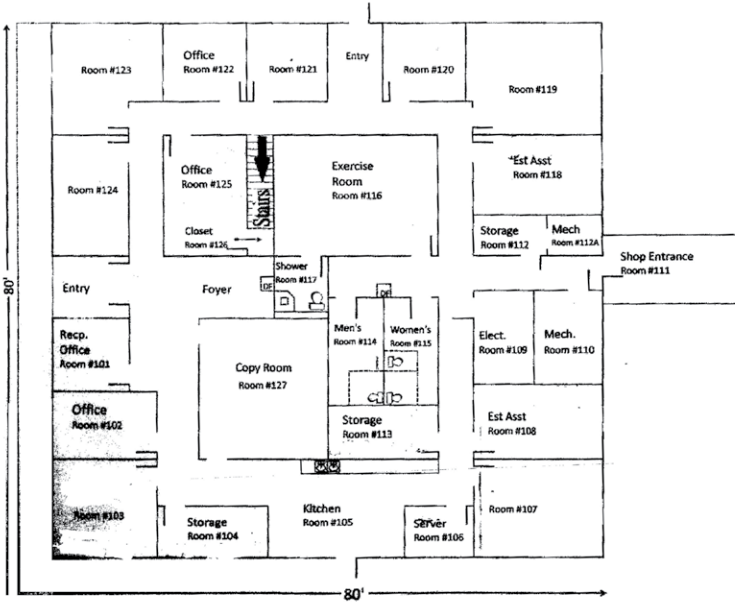 Room #123
Office
Room #122
Room #121
Entry
Room #120
Room #119
Room #124
Office
Room #125
Stairs
Closet
Room #126
Exercise
Room
Room #116
Est Asst
Room #118
Storage
Room #112
Mech
Room #112A
Shop Entrance
Room #111
Entry
Foyer
Shower
Room #117
DF
DF
Recp.
Office
Room #101
Men's
Room #114
Women's
Room #115
Elect.
Room #109
Mech.
Room #110
Copy Room
Room #127
Office
Room #102
Storage
Room #113
Est Asst
Room #108
Room #103
Storage
Room #104
Kitchen
Room #105
Server
Room #106
Room #107
80'
80'